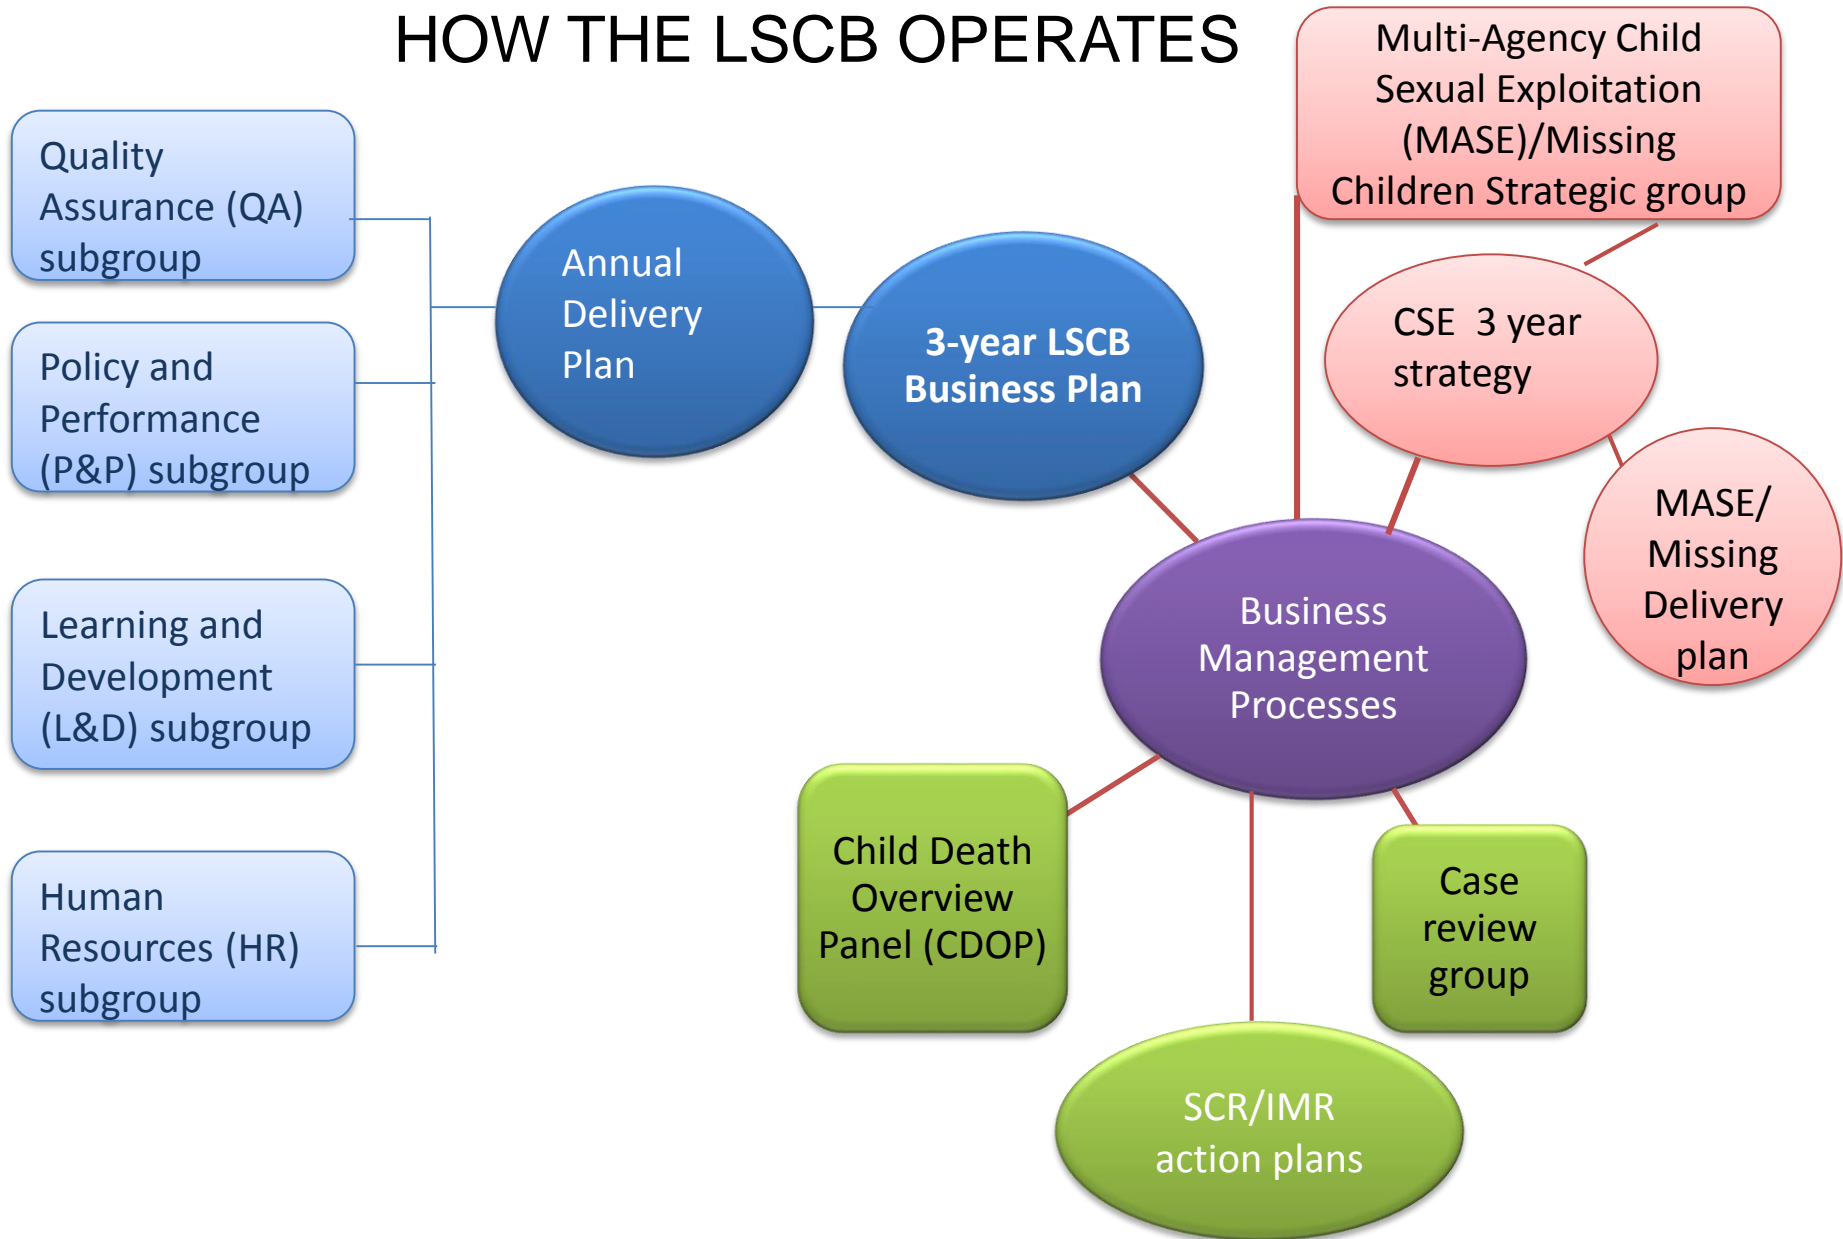 HOW THE LSCB OPERATES
Multi-Agency Child
Sexual Exploitation
(MASE)/Missing
Children Strategic group
Quality
Assurance (QA)
subgroup
Annual
Delivery
Plan
3-year LSCB
Business Plan
CSE  3 year
strategy
Policy and
Performance
(P&P) subgroup
MASE/
Missing
Delivery
plan
Learning and
Development
(L&D) subgroup
Business
Management
Processes
Child Death
Overview
Panel (CDOP)
Case
review
group
Human
Resources (HR)
subgroup
SCR/IMR
action plans